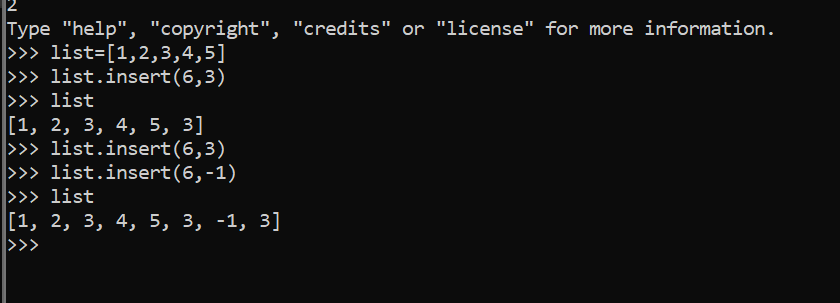 2
Type "help", "copyright", "credits" or "license" for more information.
>>> list=[1,2,3,4,5]
>>> list.insert(6,3)
>>> list
[1, 2, 3, 4, 5, 3]
>>> list.insert(6,3)
>>> list.insert(6,-1)
>>> list
[1, 2, 3, 4, 5, 3, -1, 3]
>>>